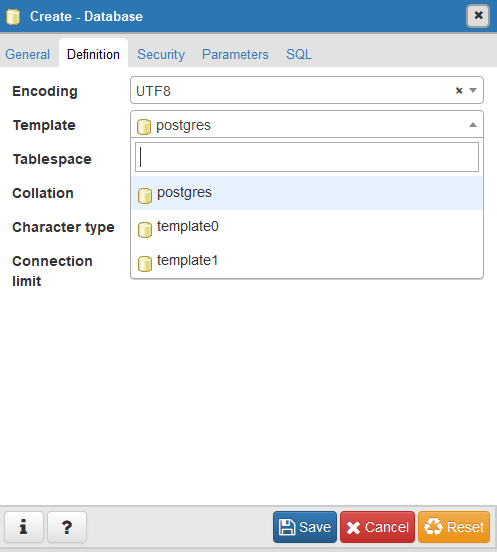 Create - Database
General Definition Security Parameters SQL
Encoding UTF8
Template postgres
Tablespace
Collation postgres
Character type template0
Connection template1
limit
i ? Save Cancel Reset